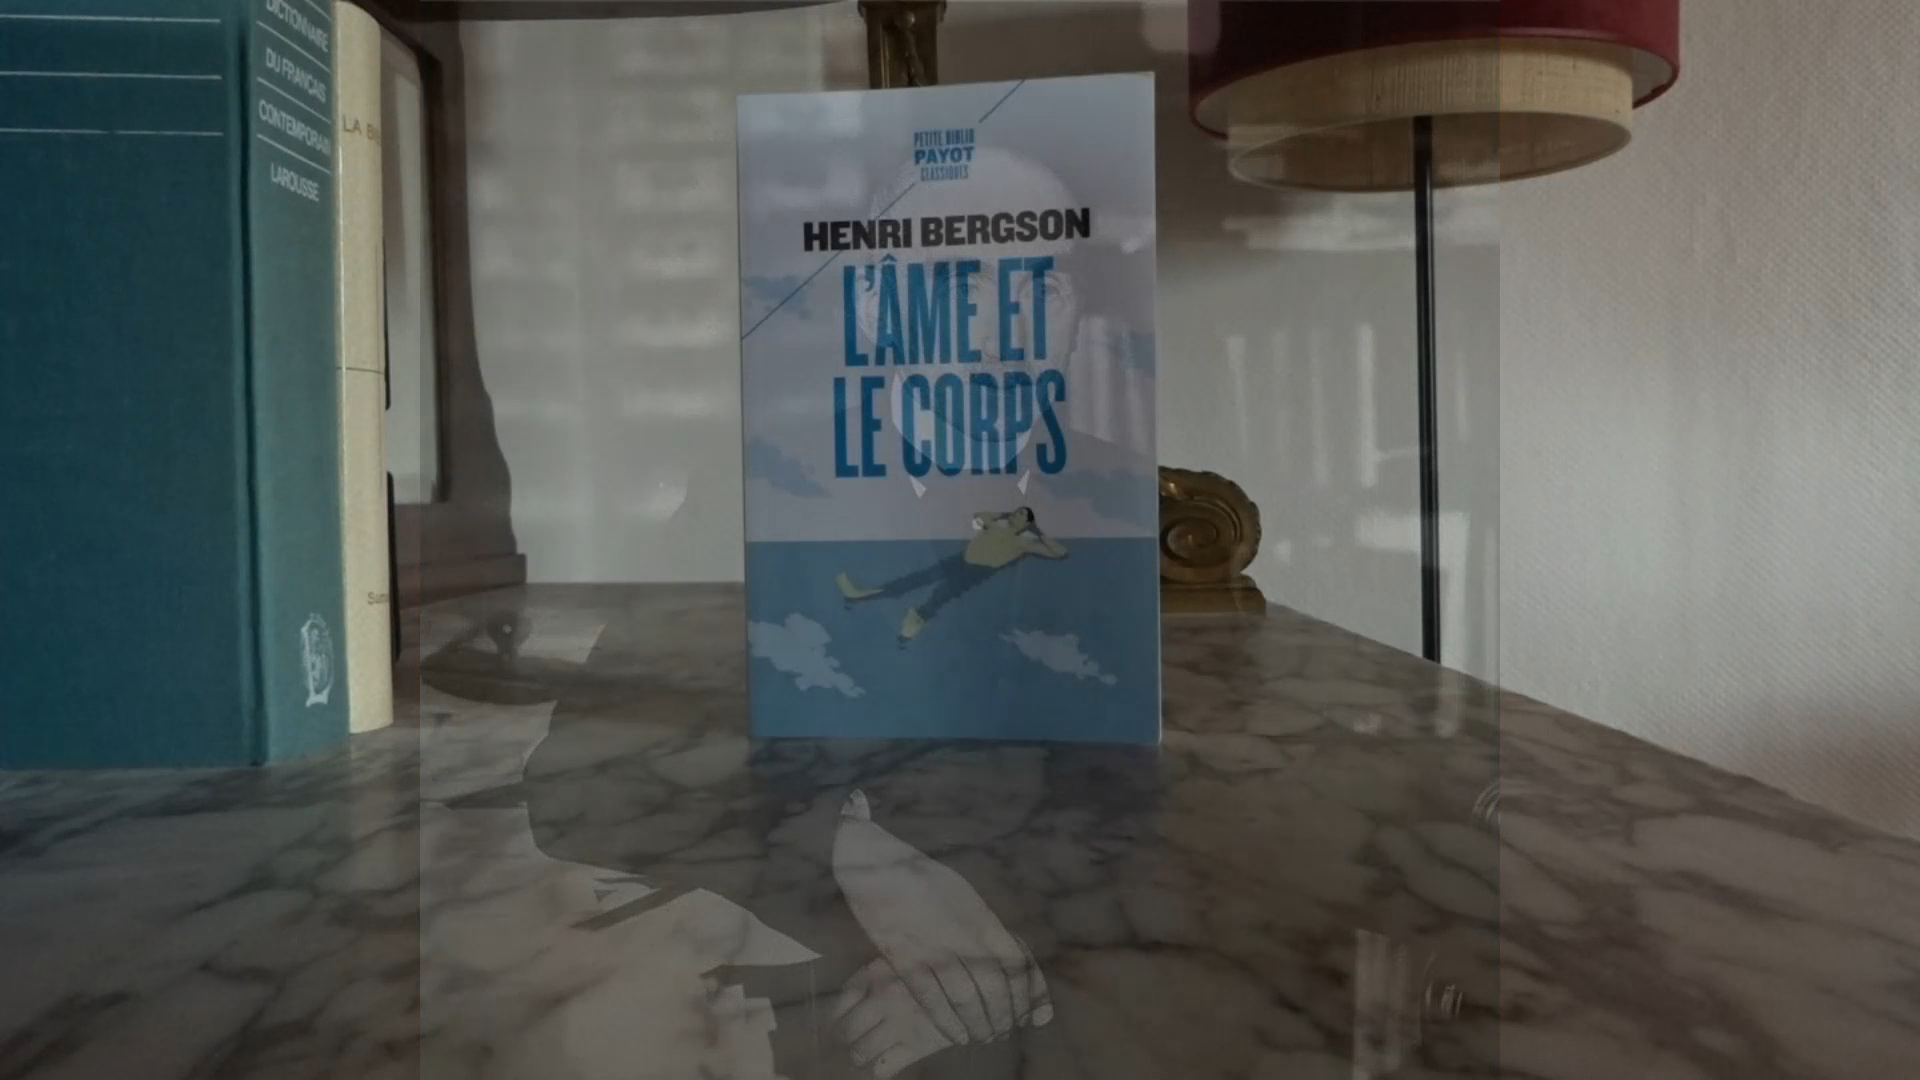 DICTIONNAIRE
DU FRANÇAIS
CONTEMPORAIN
LAROUSSE
LA
PETITE BIBLIO
PAYOT
CLASSIQUES
HENRI BERGSON
L'ÂME ET
LE CORPS